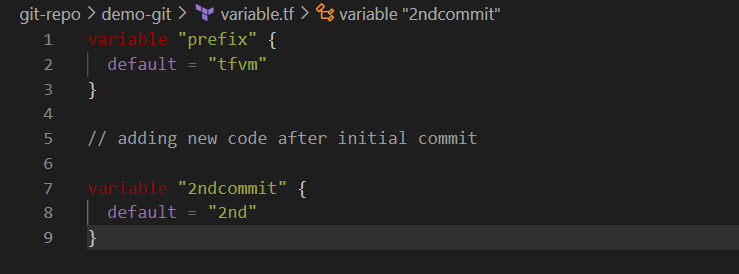 git-repo > demo-git > variable.tf > variable "2ndcommit"
1 variable "prefix" {
2   default = "tfvm"
3 }
4
5 // adding new code after initial commit
6
7 variable "2ndcommit" {
8   default = "2nd"
9 }